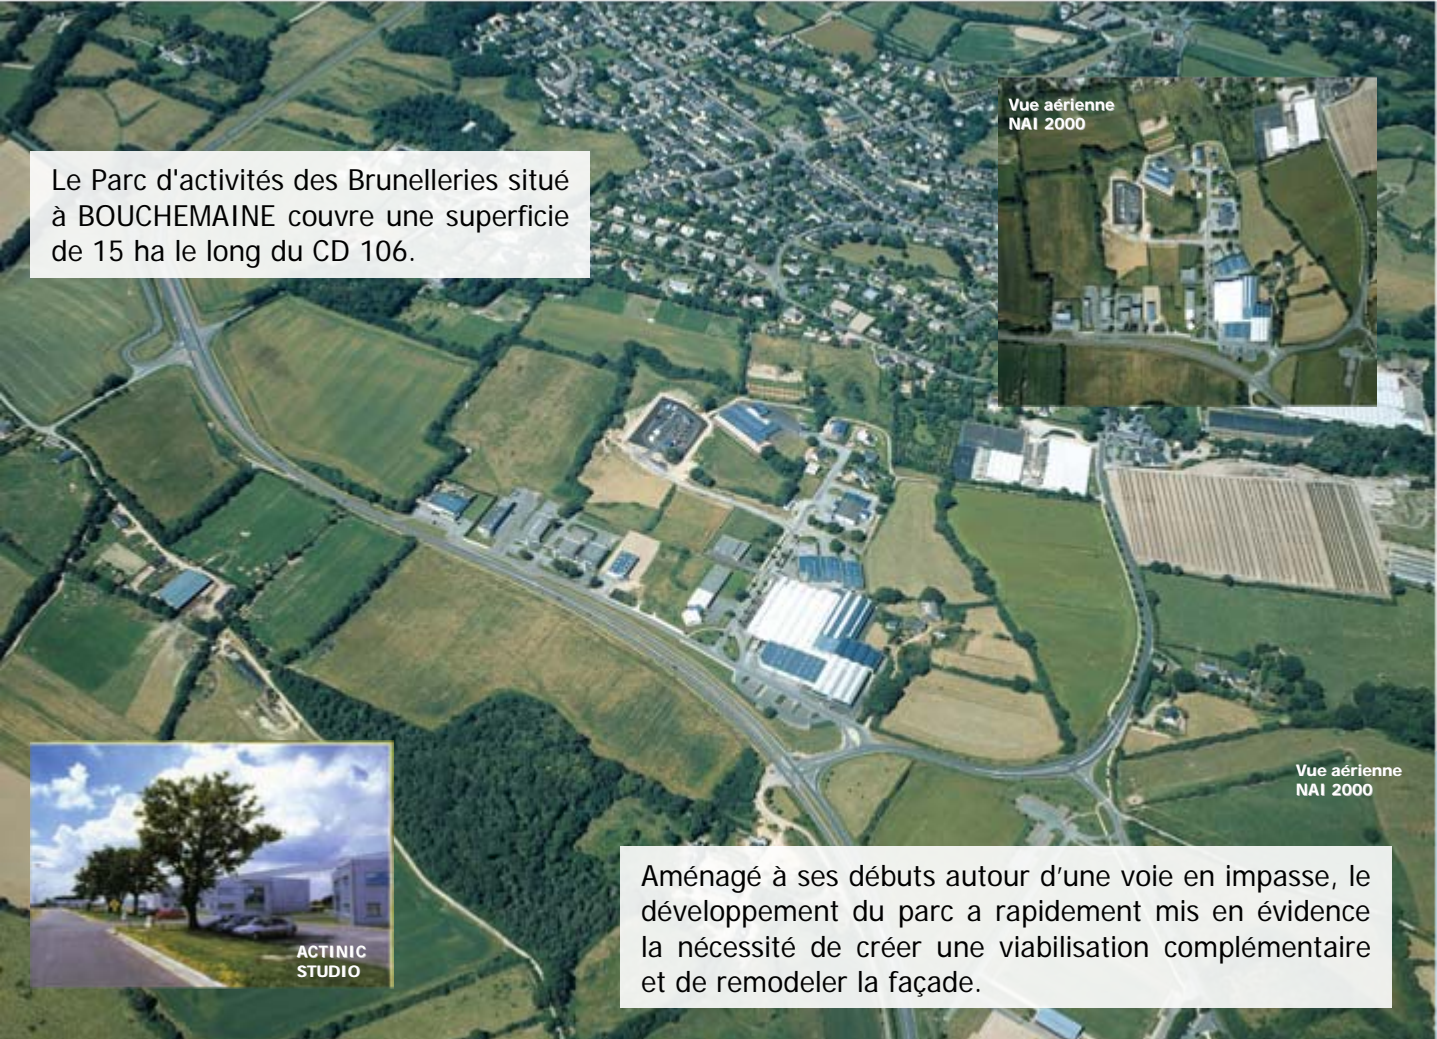 Vue aérienne
NAI 2000
Le Parc d'activités des Brunelleries situé
à BOUCHEMAINE couvre une superficie
de 15 ha le long du CD 106.
Vue aérienne
NAI 2000
Aménagé à ses débuts autour d’une voie en impasse, le
développement du parc a rapidement mis en évidence
la nécessité de créer une viabilisation complémentaire
et de remodeler la façade.
ACTINIC
STUDIO